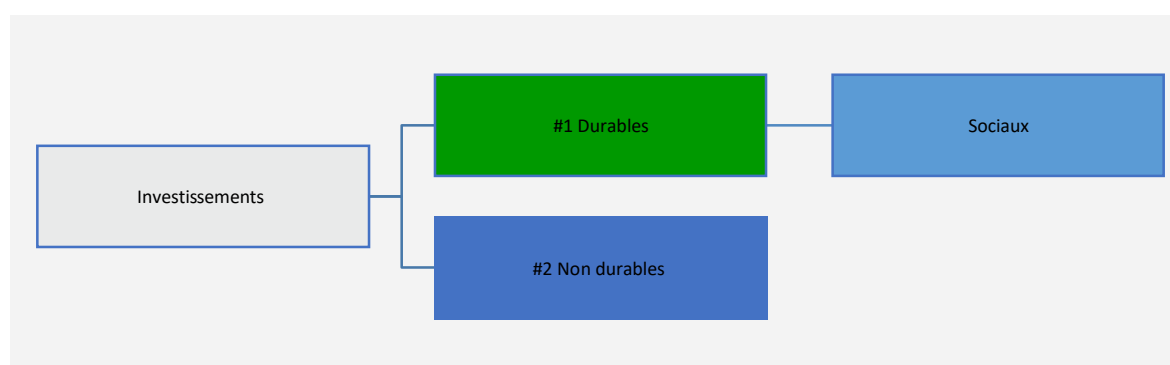 #1 Durables
Sociaux
Investissements
#2 Non durables